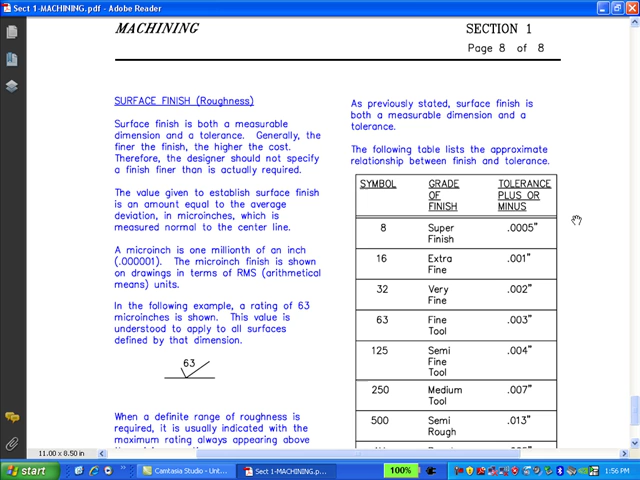 Sect 1-MACHINING.pdf - Adobe Reader
MACHINING
SECTION 1
Page 8 of 8
SURFACE FINISH (Roughness)
Surface finish is both a measurable
dimension and a tolerance. Generally, the
finer the finish, the higher the cost.
Therefore, the designer should not specify
a finish finer than is actually required.
The value given to establish surface finish
is an amount equal to the average
deviation, in microinches, which is
measured normal to the center line.
A microinch is one millionth of an inch
(.000001). The microinch finish is shown
on drawings in terms of RMS (arithmetical
means) units.
In the following example, a rating of 63
microinches is shown. This value is
understood to apply to all surfaces
defined by that dimension.
63
When a definite range of roughness is
required, it is usually indicated with the
maximum rating always appearing above
As previously stated, surface finish is
both a measurable dimension and a
tolerance.
The following table lists the approximate
relationship between finish and tolerance.
SYMBOL GRADE OF FINISH TOLERANCE PLUS OR MINUS
8 Super Finish .0005"
16 Extra Fine .001"
32 Very Fine .002"
63 Fine Tool .003"
125 Semi Fine Tool .004"
250 Medium Tool .007"
500 Semi Rough .013"
11.00 x 8.50 in
start
Camtasia Studio - Unt...
Sect 1-MACHINING.p...
100%
1:56 PM